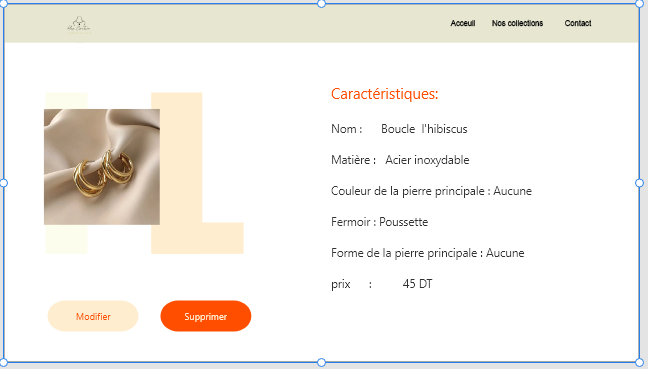 Acceuil Nos collections Contact
Caractéristiques:
Nom : Boucle l'hibiscus
Matière : Acier inoxydable
Couleur de la pierre principale : Aucune
Fermoir : Poussette
Forme de la pierre principale : Aucune
prix : 45 DT
Modifier Supprimer